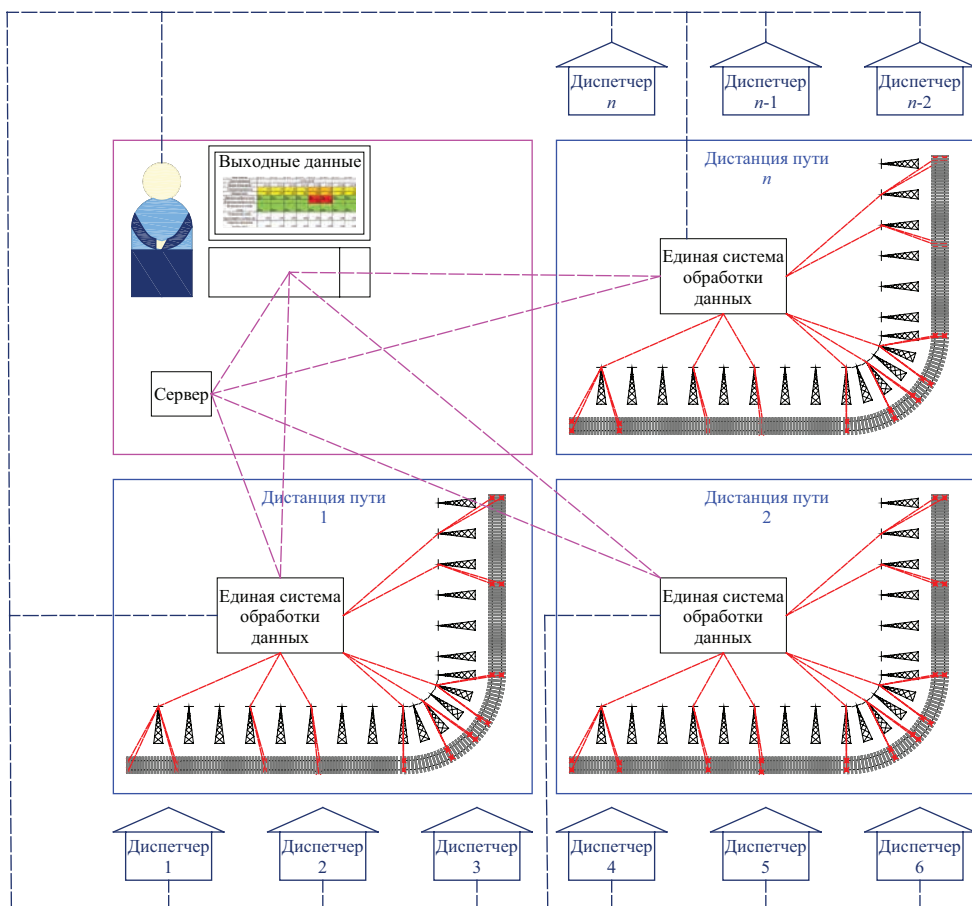 Диспетчер
n
Диспетчер
n-1
Диспетчер
n-2
Выходные данные
Сервер
Дистанция пути
n
Единая система
обработки
данных
Дистанция пути
1
Единая система
обработки
данных
Дистанция пути
2
Единая система
обработки
данных
Диспетчер
1
Диспетчер
2
Диспетчер
3
Диспетчер
4
Диспетчер
5
Диспетчер
6